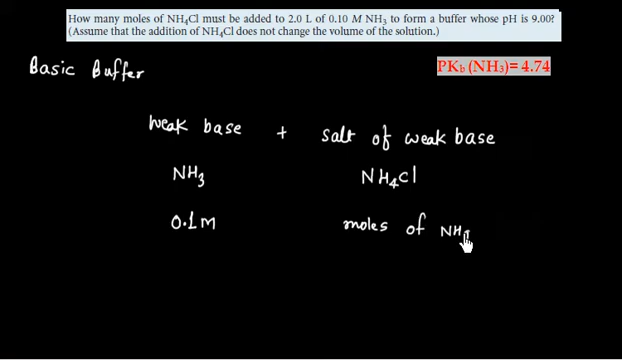 How many moles of NH₄Cl must be added to 2.0 L of 0.10 M NH₃ to form a buffer whose pH is 9.00?
(Assume that the addition of NH₄Cl does not change the volume of the solution.)
Basic Buffer
PKb (NH3)= 4.74
weak base + salt of weak base
NH3 NH4Cl
0.1M moles of NH